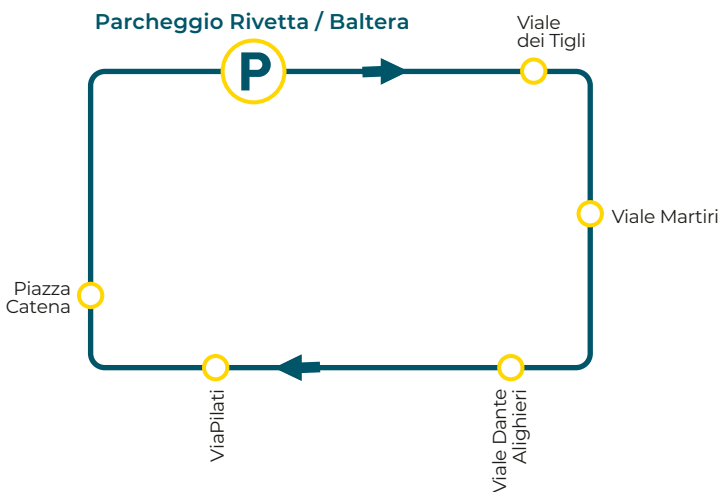 Parcheggio Rivetta / Baltera
P
Viale
dei Tigli
Viale Martiri
Piazza
Catena
ViaPilati
Viale Dante
Alighieri